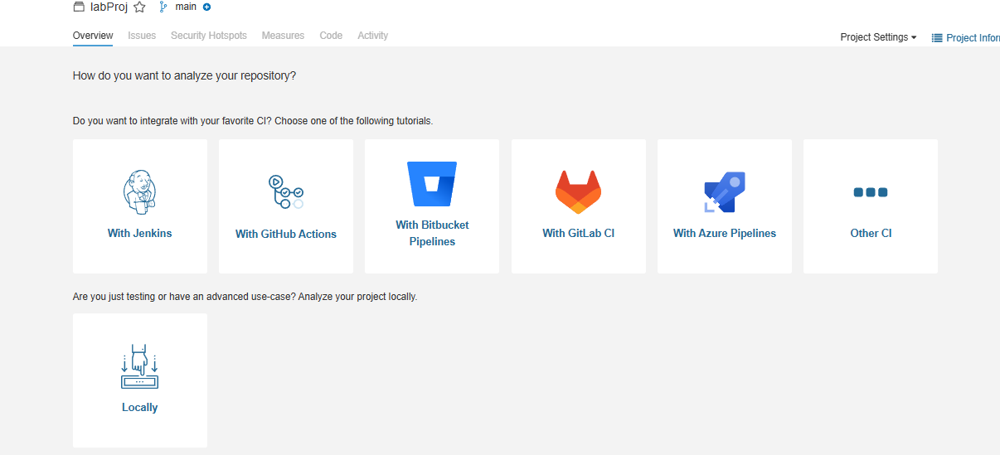 labProj main
Overview Issues Security Hotspots Measures Code Activity
Project Settings Project Infor
How do you want to analyze your repository?
Do you want to integrate with your favorite CI? Choose one of the following tutorials.
With Jenkins
With GitHub Actions
With Bitbucket
Pipelines
With GitLab CI
With Azure Pipelines
Other CI
Are you just testing or have an advanced use-case? Analyze your project locally.
Locally